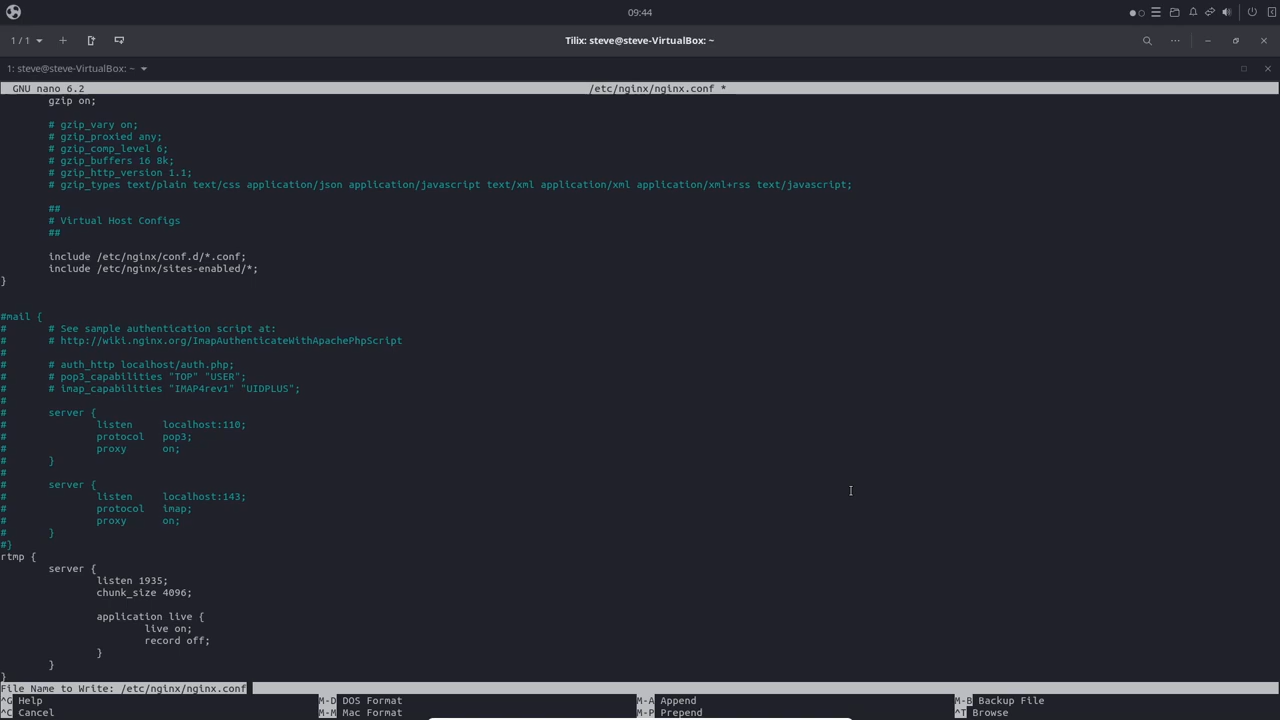 09:44
1 / 1
Tilix: steve@steve-VirtualBox: ~
1: steve@steve-VirtualBox: ~
GNU nano 6.2 /etc/nginx/nginx.conf *
gzip on;
# gzip_vary on;
# gzip_proxied any;
# gzip_comp_level 6;
# gzip_buffers 16 8k;
# gzip_http_version 1.1;
# gzip_types text/plain text/css application/json application/javascript text/xml application/xml application/xml+rss text/javascript;
##
# Virtual Host Configs
##
include /etc/nginx/conf.d/*.conf;
include /etc/nginx/sites-enabled/*;
}
#mail {
# # See sample authentication script at:
# # http://wiki.nginx.org/ImapAuthenticateWithApachePhpScript
#
# # auth_http localhost/auth.php;
# # pop3_capabilities "TOP" "USER";
# # imap_capabilities "IMAP4rev1" "UIDPLUS";
#
# server {
# listen localhost:110;
# protocol pop3;
# proxy on;
# }
#
# server {
# listen localhost:143;
# protocol imap;
# proxy on;
# }
#}
rtmp {
server {
listen 1935;
chunk_size 4096;
application live {
live on;
record off;
}
}
}
File Name to Write: /etc/nginx/nginx.conf
^G Help M-D DOS Format M-A Append M-B Backup File
^C Cancel M-M Mac Format M-P Prepend ^T Browse